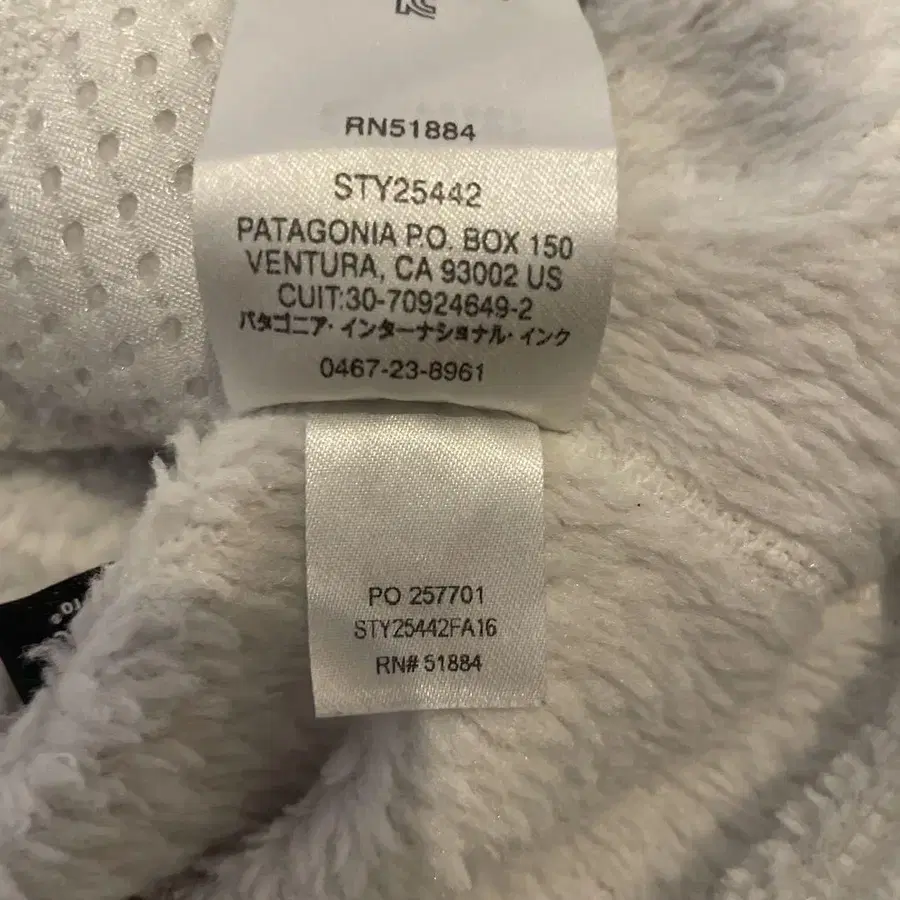 RN51884
STY25442
PATAGONIA P.O. BOX 150
VENTURA, CA 93002 US
CUIT:30-70924649-2
パタゴニア・インターナショナル・インク
0467-23-8961
PO 257701
STY25442FA16
RN# 51884